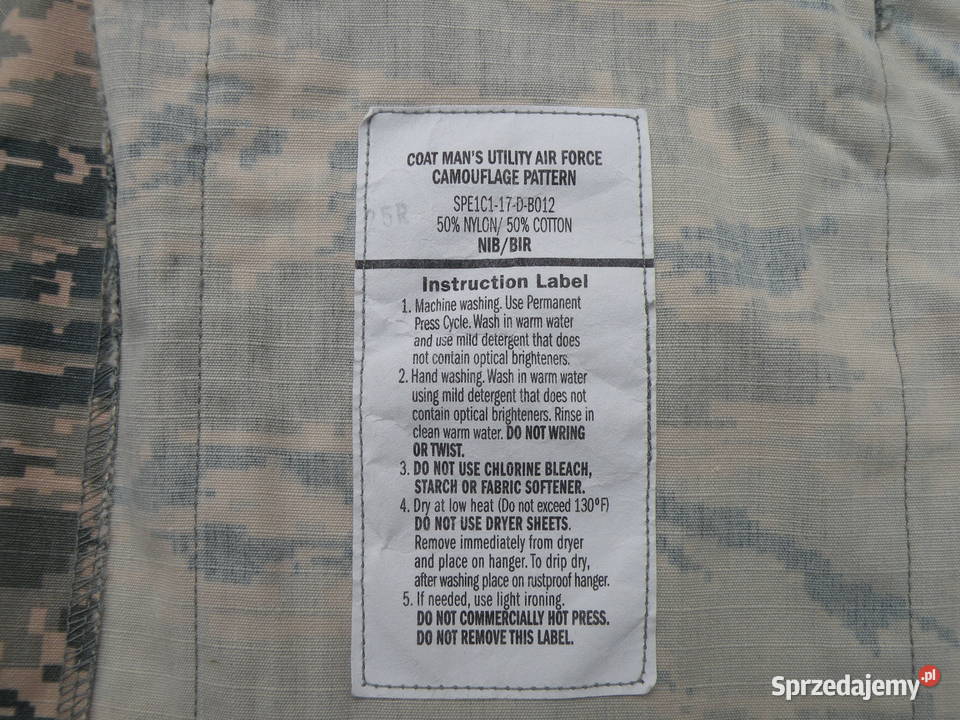 COAT MAN'S UTILITY AIR FORCE
CAMOUFLAGE PATTERN
SPE1C1-17-D-B012
50% NYLON/ 50% COTTON
NIB/BIR
Instruction Label
1. Machine washing. Use Permanent
Press Cycle. Wash in warm water
and use mild detergent that does
not contain optical brighteners.
2. Hand washing. Wash in warm water
using mild detergent that does not
contain optical brighteners. Rinse in
clean warm water. DO NOT WRING
OR TWIST.
3. DO NOT USE CHLORINE BLEACH,
STARCH OR FABRIC SOFTENER.
4. Dry at low heat (Do not exceed 130°F)
DO NOT USE DRYER SHEETS.
Remove immediately from dryer
and place on hanger. To drip dry,
after washing place on rustproof hanger.
5. If needed, use light ironing.
DO NOT COMMERCIALLY HOT PRESS.
DO NOT REMOVE THIS LABEL.
Sprzedajemy.pl